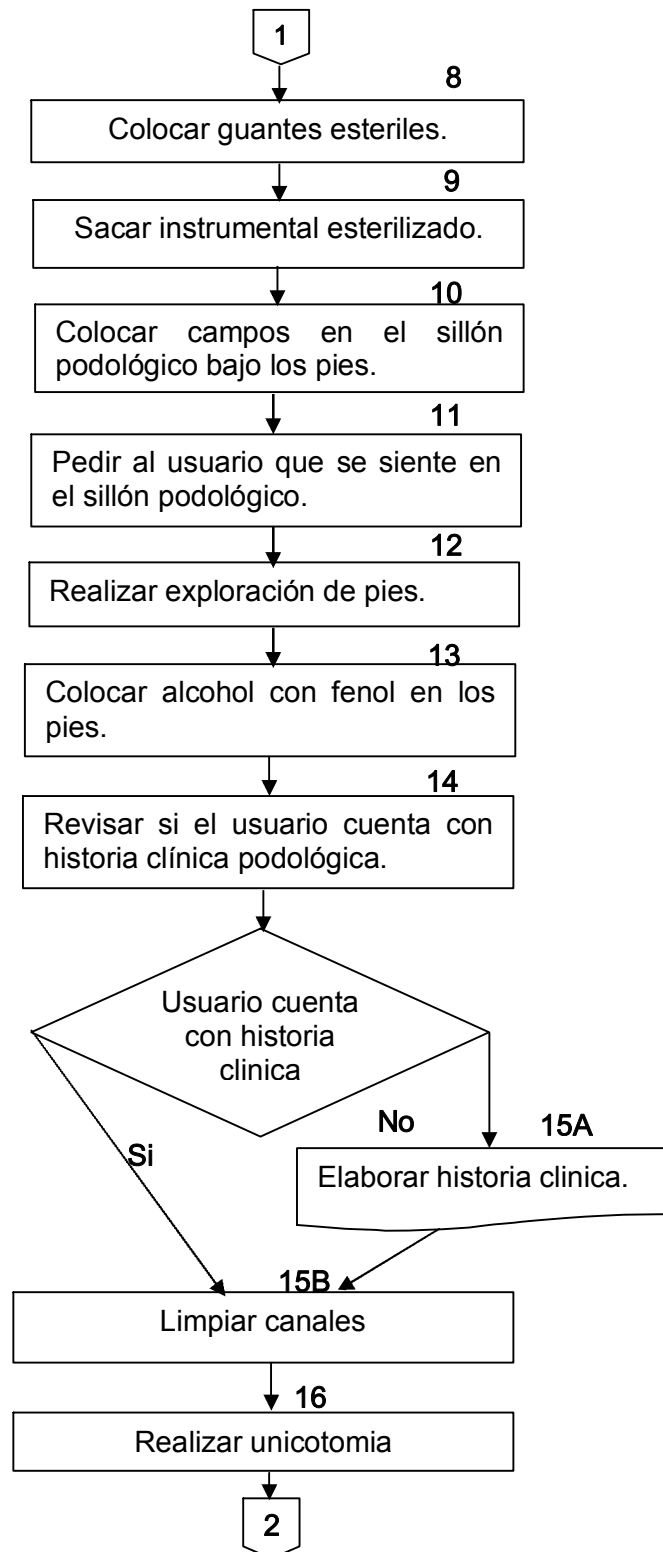 1
8
Colocar guantes esteriles.
9
Sacar instrumental esterilizado.
10
Colocar campos en el sillón
podológico bajo los pies.
11
Pedir al usuario que se siente en
el sillón podológico.
12
Realizar exploración de pies.
13
Colocar alcohol con fenol en los
pies.
14
Revisar si el usuario cuenta con
historia clínica podológica.
Usuario cuenta
con historia
clinica
No
15A
Si
Elaborar historia clinica.
15B
Limpiar canales
16
Realizar unicotomia
2